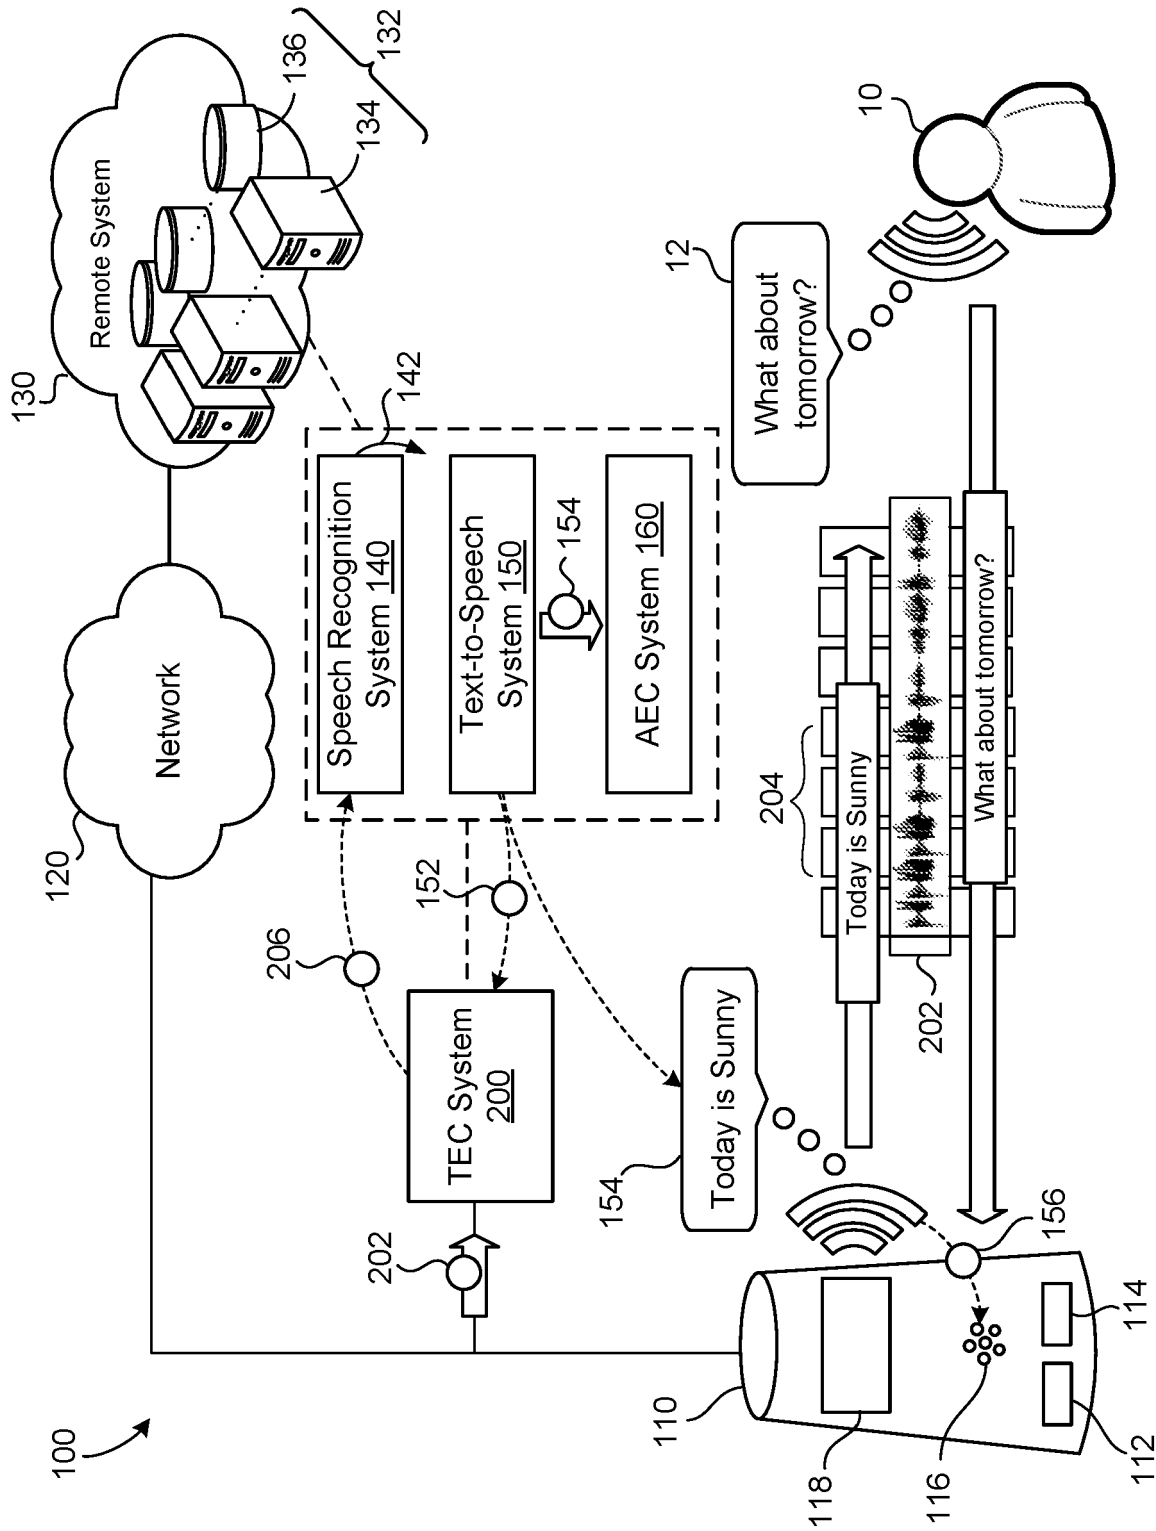 100
120
Network
130
Remote System
136
134
132
206
Speech Recognition
System 140
142
202
TEC System
200
152
Text-to-Speech
System 150
154
AEC System 160
110
118
116
112
114
154
Today is Sunny
156
204
Today is Sunny
202
What about tomorrow?
12
What about
tomorrow?
10